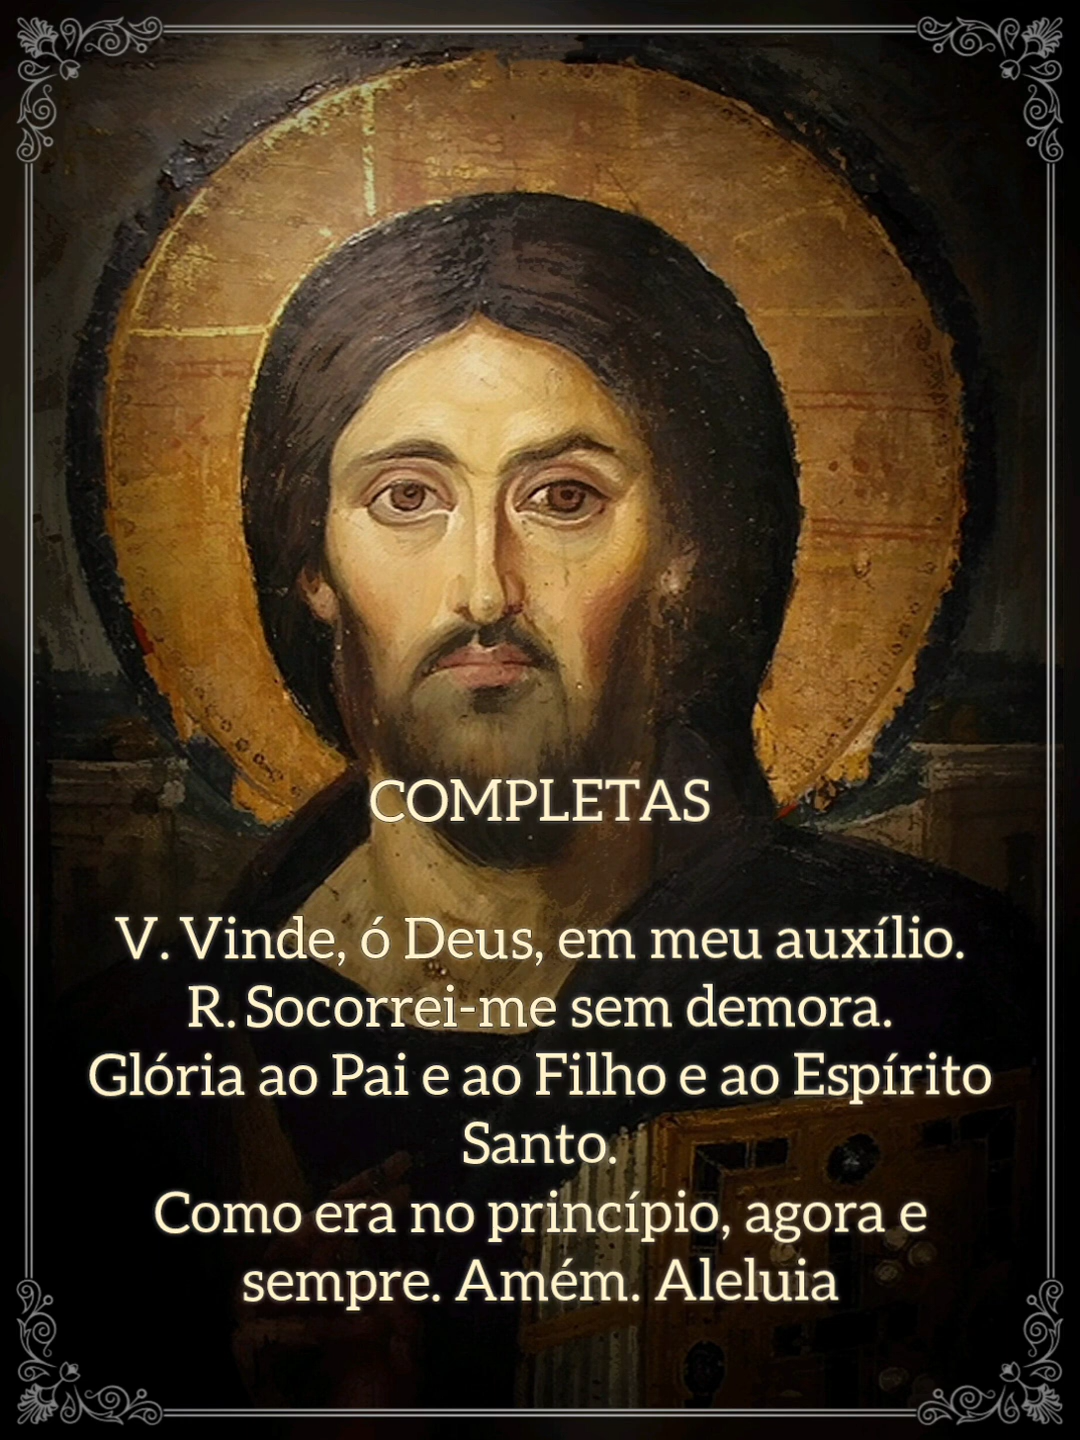 COMPLETAS
V. Vinde, ó Deus, em meu auxílio.
R. Socorrei-me sem demora.
Glória ao Pai e ao Filho e ao Espírito
Santo.
Como era no princípio, agora e
sempre. Amém. Aleluia